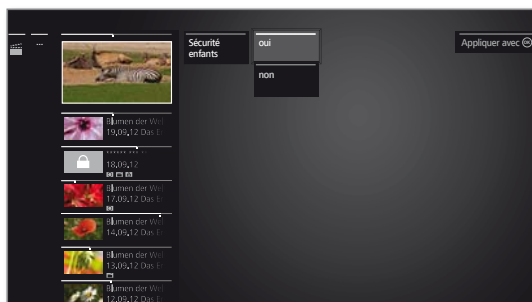 ...
Sécurité
enfants
oui
non
Appliquer avec OK
Blumen der Wel
19.09.12 Das E
****** *** **
18.09.12
Blumen der Wel
17.09.12 Das E
Blumen der Wel
14.09.12 Das E
Blumen der Wel
13.09.12 Das E
Blumen der Wel
12.09.12 Das E